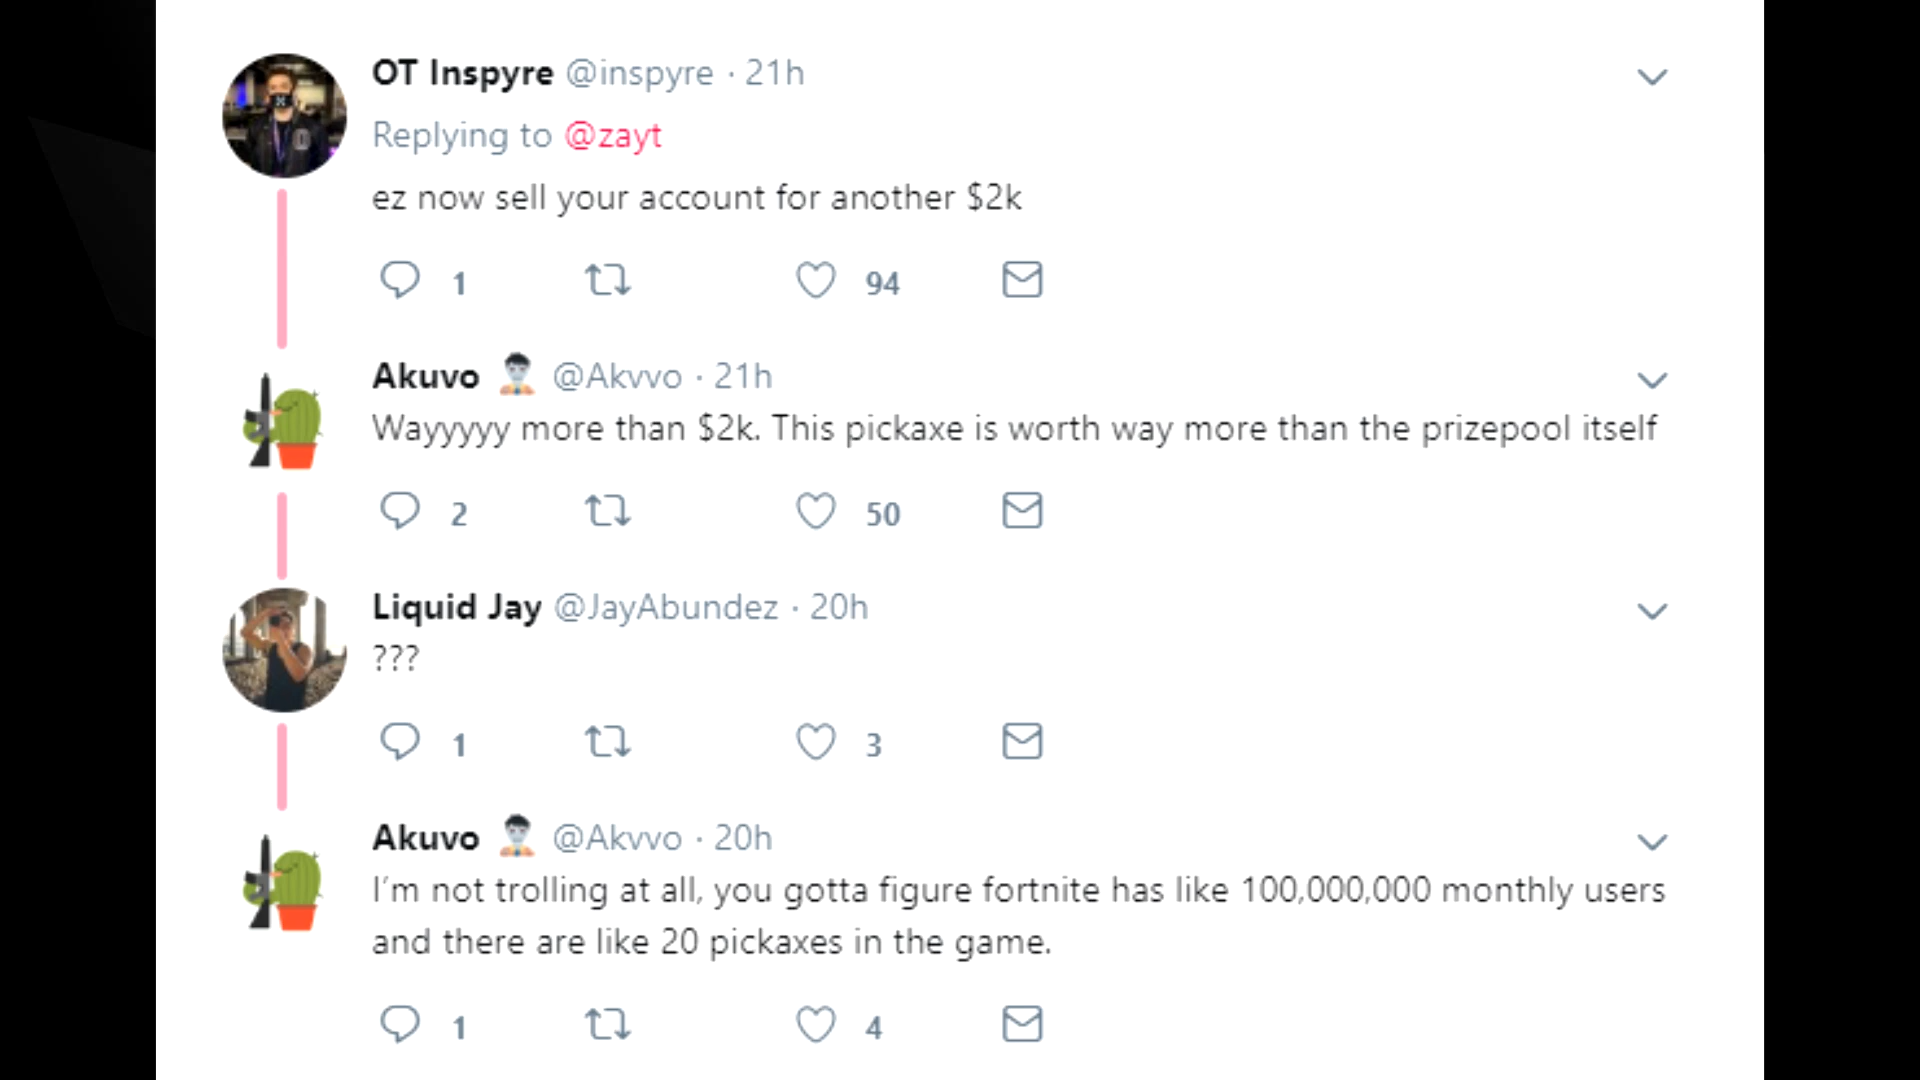 OT Inspyre @inspyre · 21h
Replying to @zayt
ez now sell your account for another $2k
1 94
Akuvo @Akvvo · 21h
Wayyyyy more than $2k. This pickaxe is worth way more than the prizepool itself
2 50
Liquid Jay @JayAbundez · 20h
???
1 3
Akuvo @Akvvo · 20h
I'm not trolling at all, you gotta figure fortnite has like 100,000,000 monthly users
and there are like 20 pickaxes in the game.
1 4